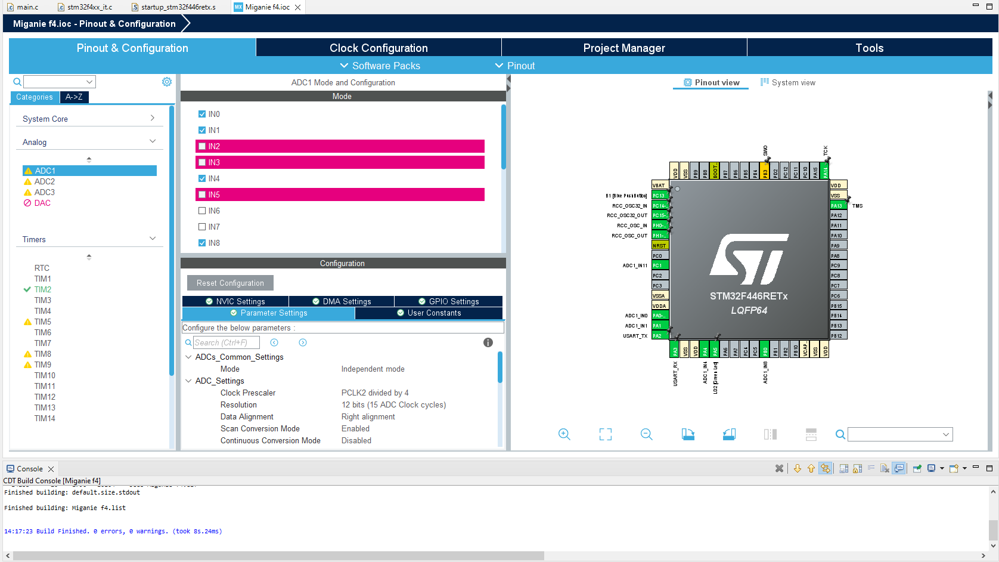 main.c
stm32f4xx_it.c
startup_stm32f446retx.s
MX Miganie f4.ioc
Miganie f4.ioc - Pinout & Configuration
Pinout & Configuration
Clock Configuration
Project Manager
Tools
Software Packs
Pinout
Categories
A->Z
System Core
Analog
ADC1
ADC2
ADC3
DAC
Timers
RTC
TIM1
TIM2
TIM3
TIM4
TIM5
TIM6
TIM7
TIM8
TIM9
TIM10
TIM11
TIM12
TIM13
TIM14
ADC1 Mode and Configuration
Mode
IN0
IN1
IN2
IN3
IN4
IN5
IN6
IN7
IN8
Configuration
Reset Configuration
NVIC Settings
DMA Settings
GPIO Settings
Parameter Settings
User Constants
Configure the below parameters :
Search (Ctrl+F)
ADCs_Common_Settings
Mode Independent mode
ADC_Settings
Clock Prescaler PCLK2 divided by 4
Resolution 12 bits (15 ADC Clock cycles)
Data Alignment Right alignment
Scan Conversion Mode Enabled
Continuous Conversion Mode Disabled
Pinout view
System view
SWO
TCK
VDD
VSS
PB9
PB8
BOOT..
PB7
PB6
PB5
PB4
PB3
PD2
PC12
PC11
PC10
PA15
PA14
VBAT
B1 [Blue PushButton] PC13
RCC_OSC32_IN PC14-..
RCC_OSC32_OUT PC15-..
RCC_OSC_IN PH0-..
RCC_OSC_OUT PH1-..
NRST
PC0
ADC1_IN11 PC1
PC2
PC3
VSSA
VDDA
ADC1_IN0 PA0-..
ADC1_IN1 PA1
USART_TX PA2
VDD
VSS
PA13 TMS
PA12
PA11
PA10
PA9
PA8
PC9
PC8
PC7
PC6
PB15
PB14
PB13
PB12
STM32F446RETx
LQFP64
PA3
VSS
VDD
PA4
PA5
PA6
PA7
PC4
PC5
PB0
PB1
PB2
PB10
VCAP..
VSS
VDD
USART_RX
ADC1_IN4
LD2 [Green Led]
ADC1_IN8
Console
CDT Build Console [Miganie f4]
Finished building: default.size.stdout
Finished building: Miganie f4.list
14:17:23 Build Finished. 0 errors, 0 warnings. (took 8s.24ms)